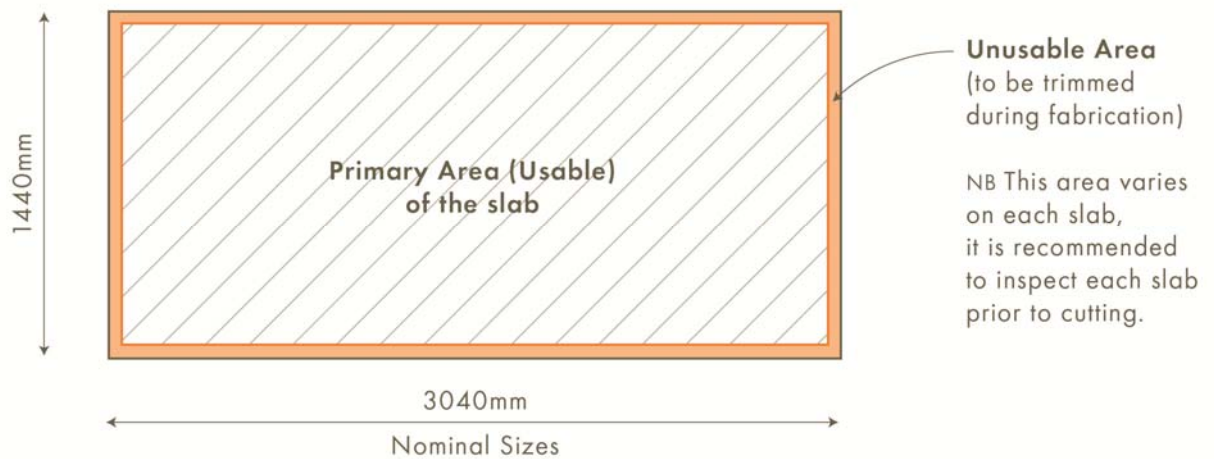 1440mm
Primary Area (Usable)
of the slab
Unusable Area
(to be trimmed
during fabrication)
NB This area varies
on each slab,
it is recommended
to inspect each slab
prior to cutting.
3040mm
Nominal Sizes